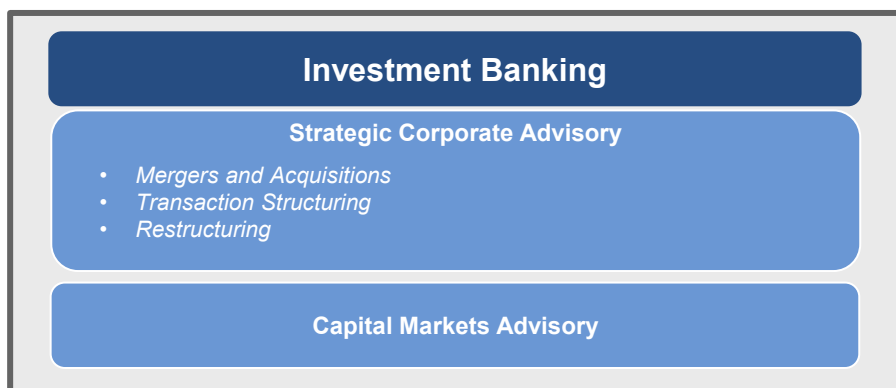 Investment Banking
Strategic Corporate Advisory
• Mergers and Acquisitions
• Transaction Structuring
• Restructuring
Capital Markets Advisory